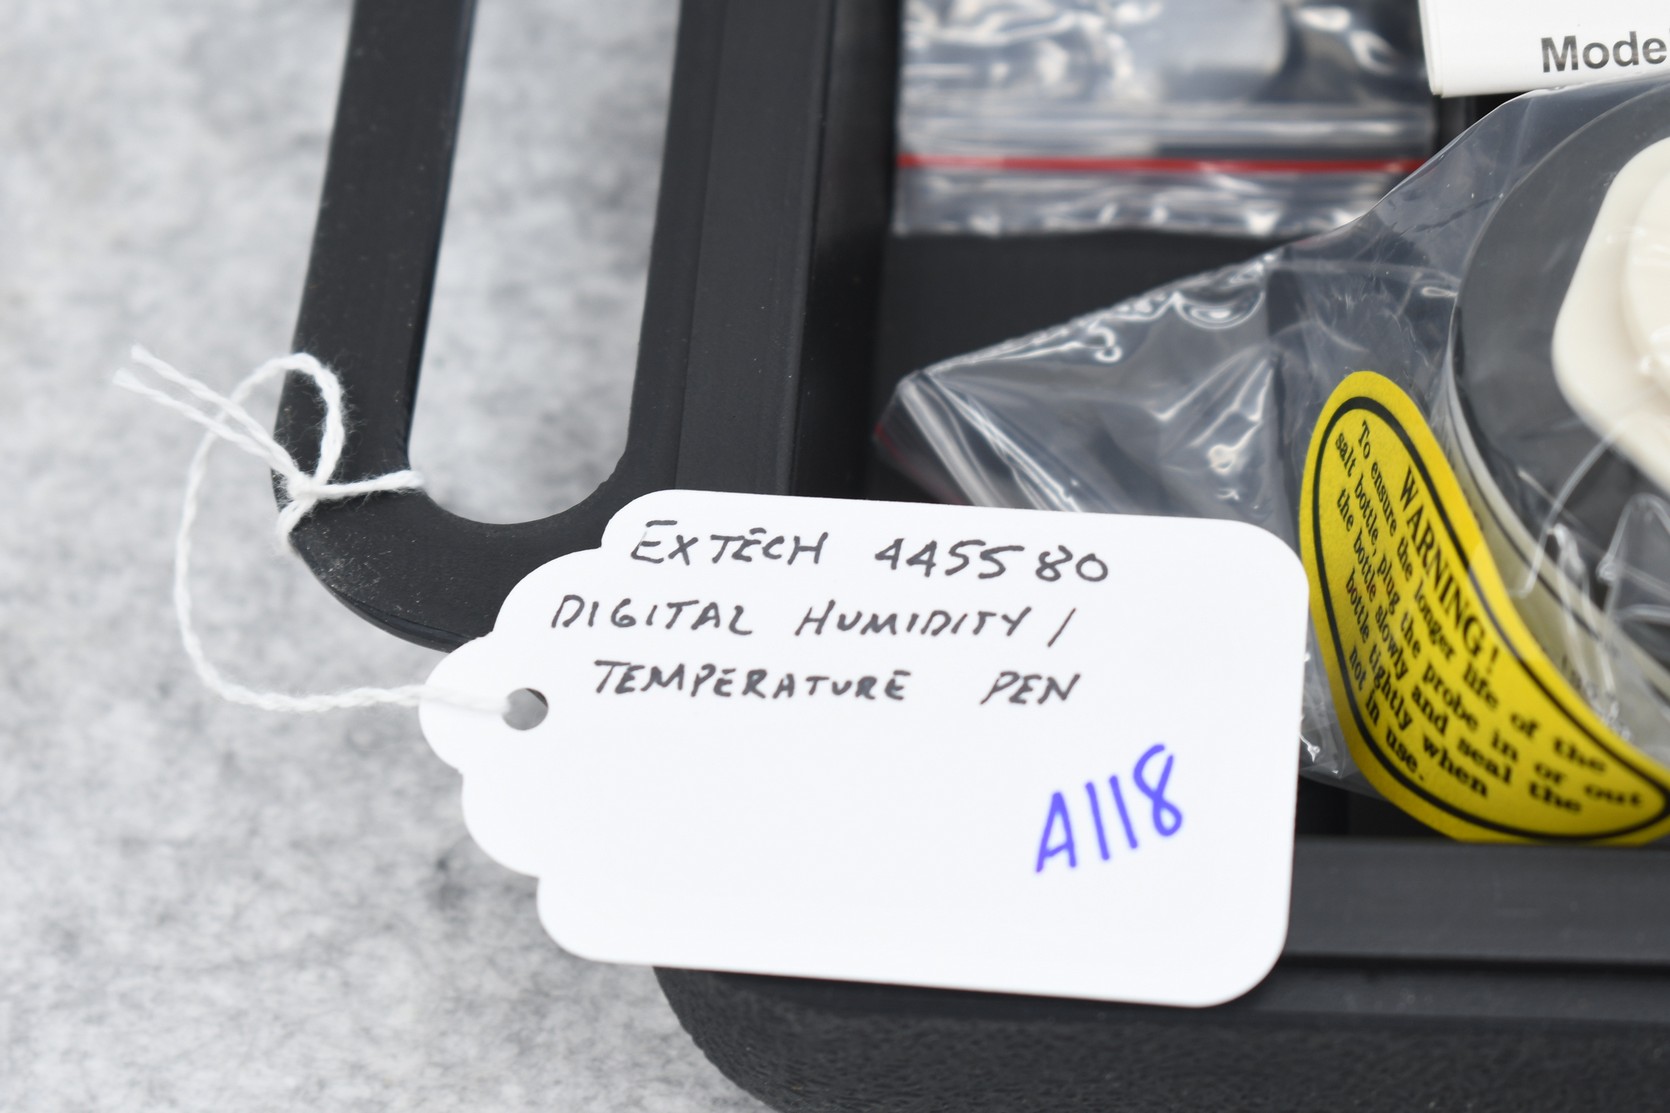 Mode
EXTECH 445580
DIGITAL HUMIDITY /
TEMPERATURE PEN
A118
WARNING!
To ensure the longer life of the
salt bottle, plug the probe in or out
the bottle slowly and seal the
bottle tightly when
not in use.